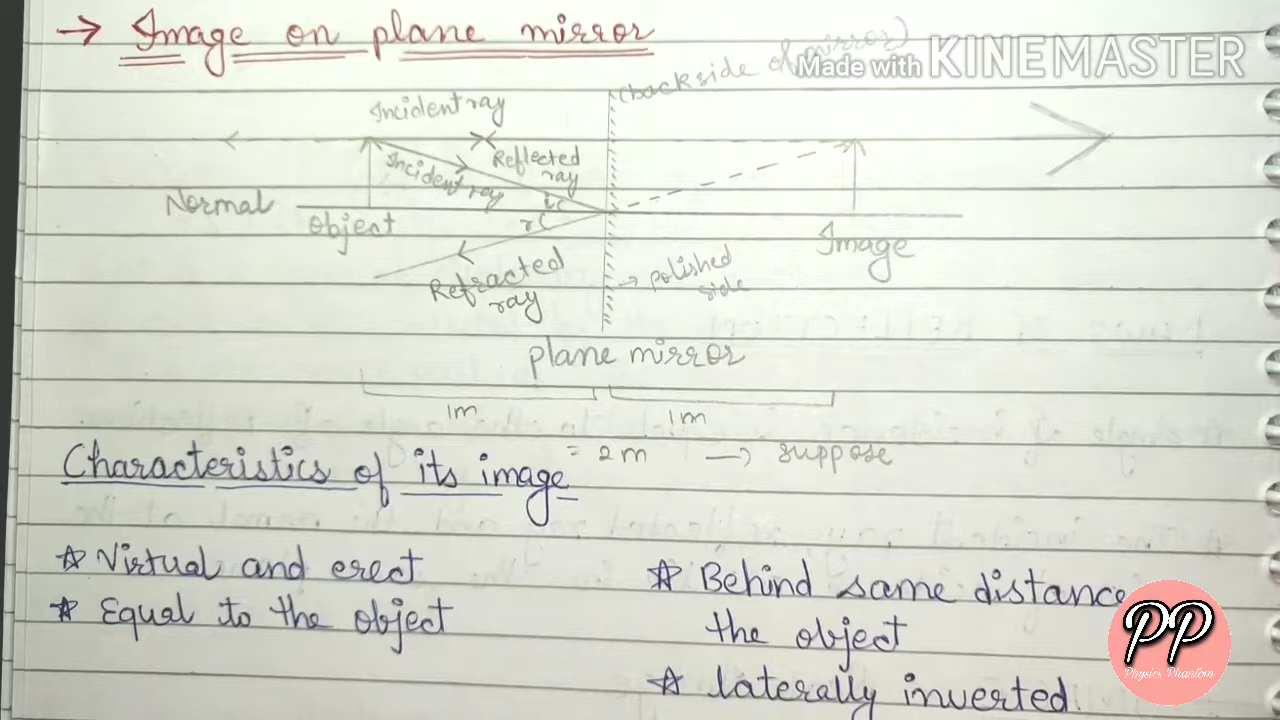 → Image on plane mirror
(backside of mirror)
Made with KINEMASTER
Incident ray
Reflected ray
Incident ray
i
r
Normal
object
Image
Refracted ray
→ polished side
plane mirror
1m
1m
= 2m → suppose
Characteristics of its image
☆ Virtual and erect
☆ Equal to the object
☆ Behind same distance
the object
☆ laterally inverted.
PP
Physics Phantom